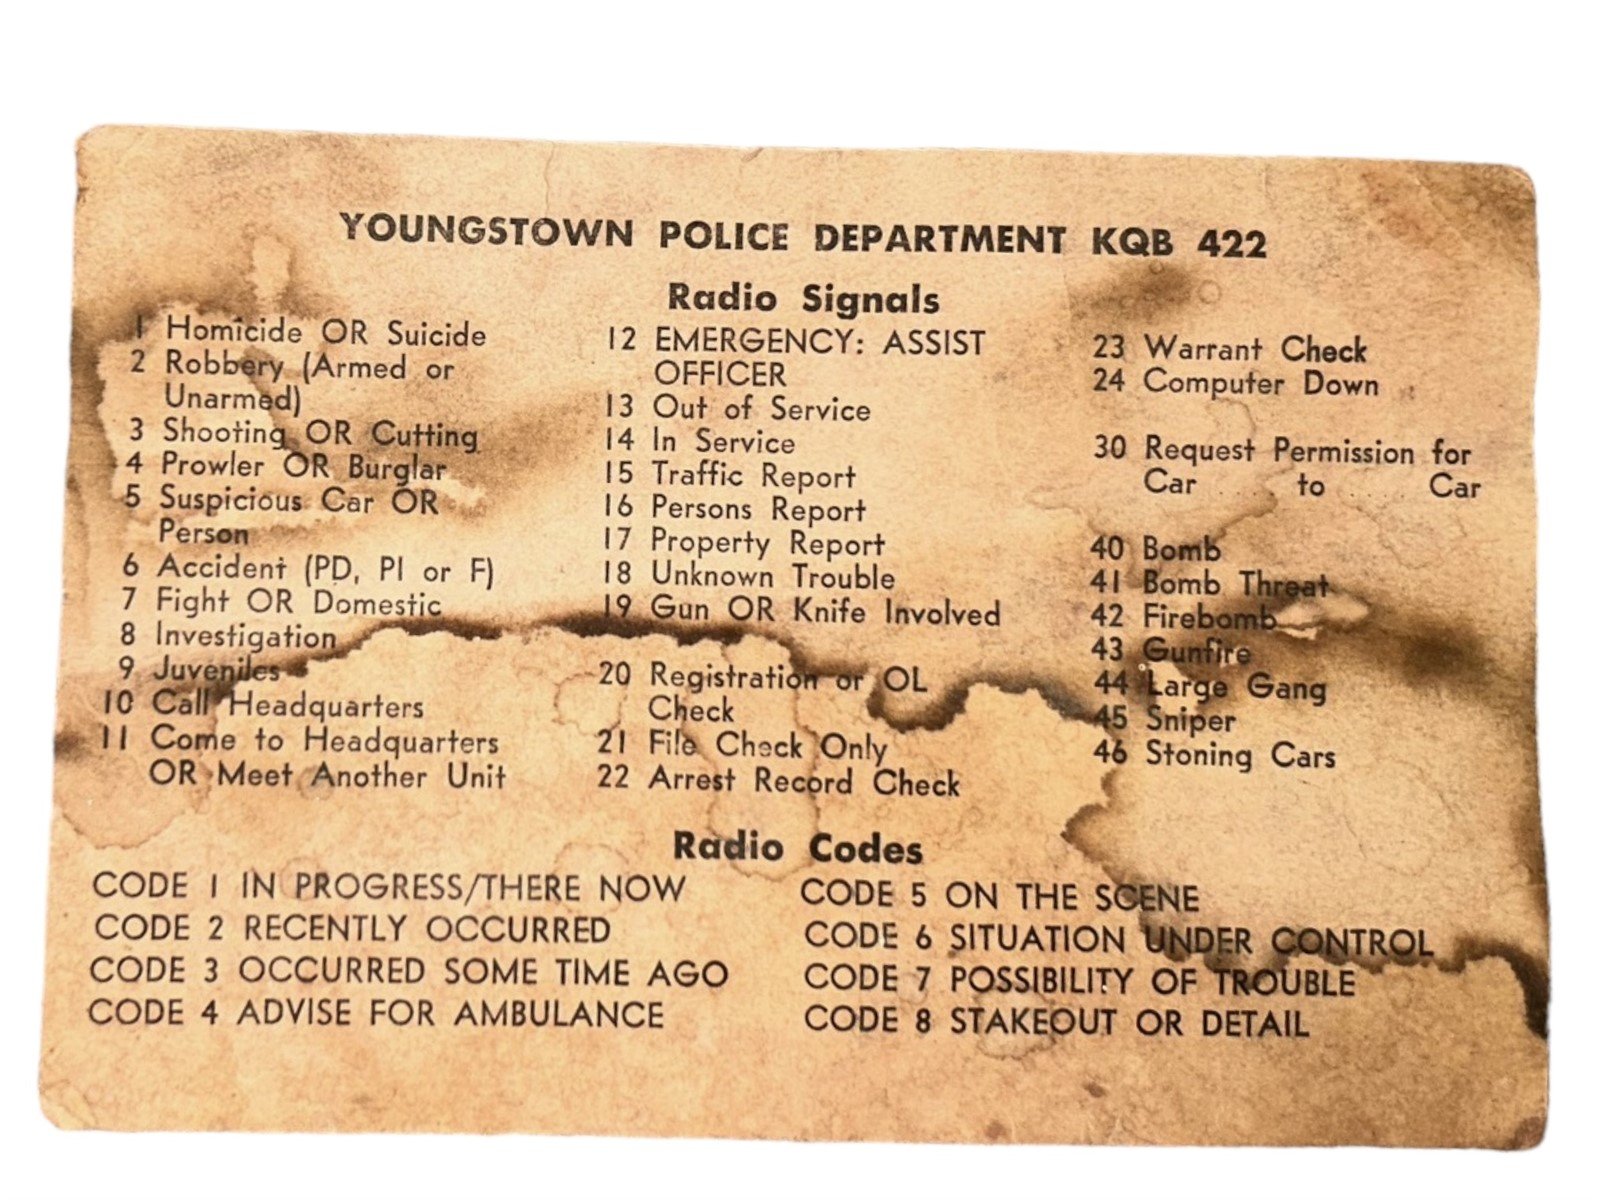 YOUNGSTOWN POLICE DEPARTMENT KQB 422
Radio Signals
1 Homicide OR Suicide
2 Robbery (Armed or
Unarmed)
3 Shooting OR Cutting
4 Prowler OR Burglar
5 Suspicious Car OR
Person
6 Accident (PD, PI or F)
7 Fight OR Domestic
8 Investigation
9 Juveniles
10 Call Headquarters
11 Come to Headquarters
OR Meet Another Unit
12 EMERGENCY: ASSIST
OFFICER
13 Out of Service
14 In Service
15 Traffic Report
16 Persons Report
17 Property Report
18 Unknown Trouble
19 Gun OR Knife Involved
20 Registration or OL
Check
21 File Check Only
22 Arrest Record Check
23 Warrant Check
24 Computer Down
30 Request Permission for
Car .... to .... Car
40 Bomb
41 Bomb Threat
42 Firebomb
43 Gunfire
44 Large Gang
45 Sniper
46 Stoning Cars
Radio Codes
CODE 1 IN PROGRESS/THERE NOW
CODE 2 RECENTLY OCCURRED
CODE 3 OCCURRED SOME TIME AGO
CODE 4 ADVISE FOR AMBULANCE
CODE 5 ON THE SCENE
CODE 6 SITUATION UNDER CONTROL
CODE 7 POSSIBILITY OF TROUBLE
CODE 8 STAKEOUT OR DETAIL